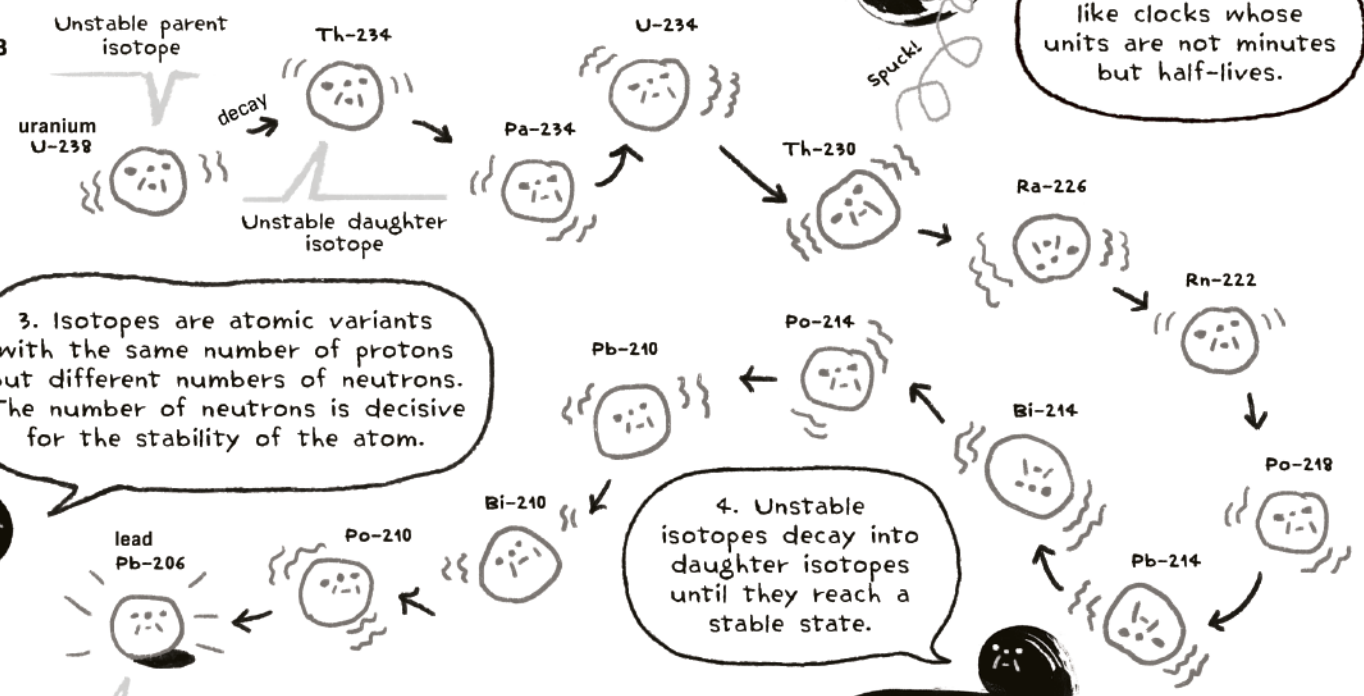 Unstable parent
isotope
uranium
U-238
decay
Th-234
Unstable daughter
isotope
Pa-234
U-234
Spuck!
like clocks whose
units are not minutes
but half-lives.
Th-230
Ra-226
Rn-222
Po-218
Pb-214
Bi-214
Po-214
Pb-210
Bi-210
Po-210
lead
Pb-206
3. Isotopes are atomic variants
with the same number of protons
but different numbers of neutrons.
The number of neutrons is decisive
for the stability of the atom.
4. Unstable
isotopes decay into
daughter isotopes
until they reach a
stable state.